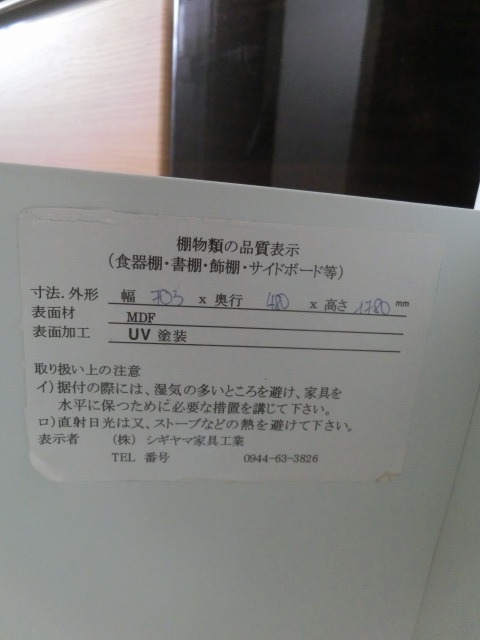 棚物類の品質表示
(食器棚・書棚・飾棚・サイドボード等)
寸法.外形 幅 703 x 奥行 480 x 高さ 1780 mm
表面材 MDF
表面加工 UV 塗装
取り扱い上の注意
イ)据付の際には、湿気の多いところを避け、家具を
水平に保つために必要な措置を講じて下さい。
ロ)直射日光は又、ストーブなどの熱を避けて下さい。
表示者 (株) シギヤマ家具工業
TEL 番号 0944-63-3826